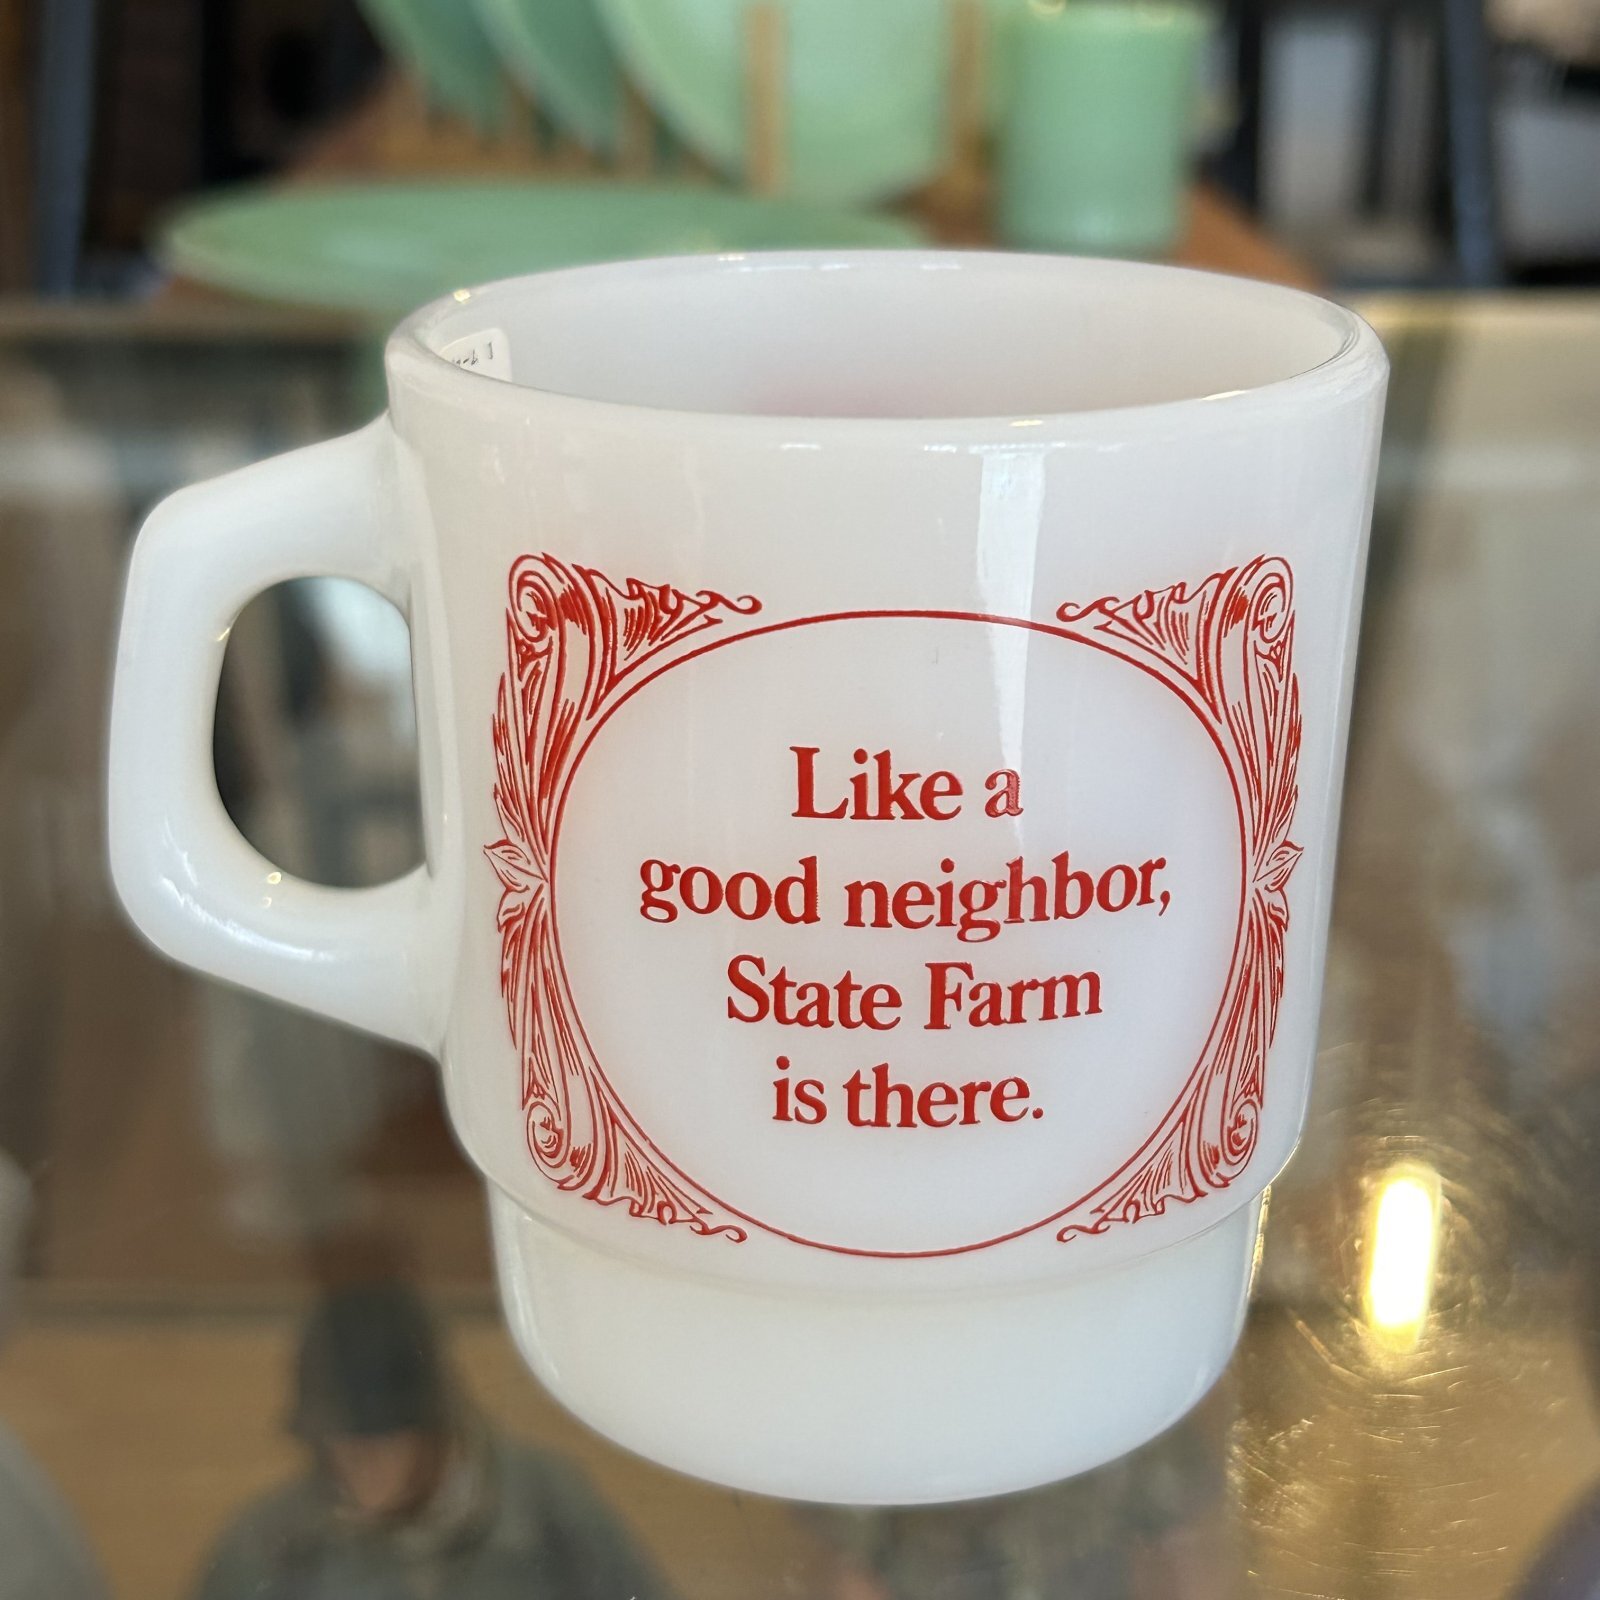 Like a
good neighbor,
State Farm
is there.